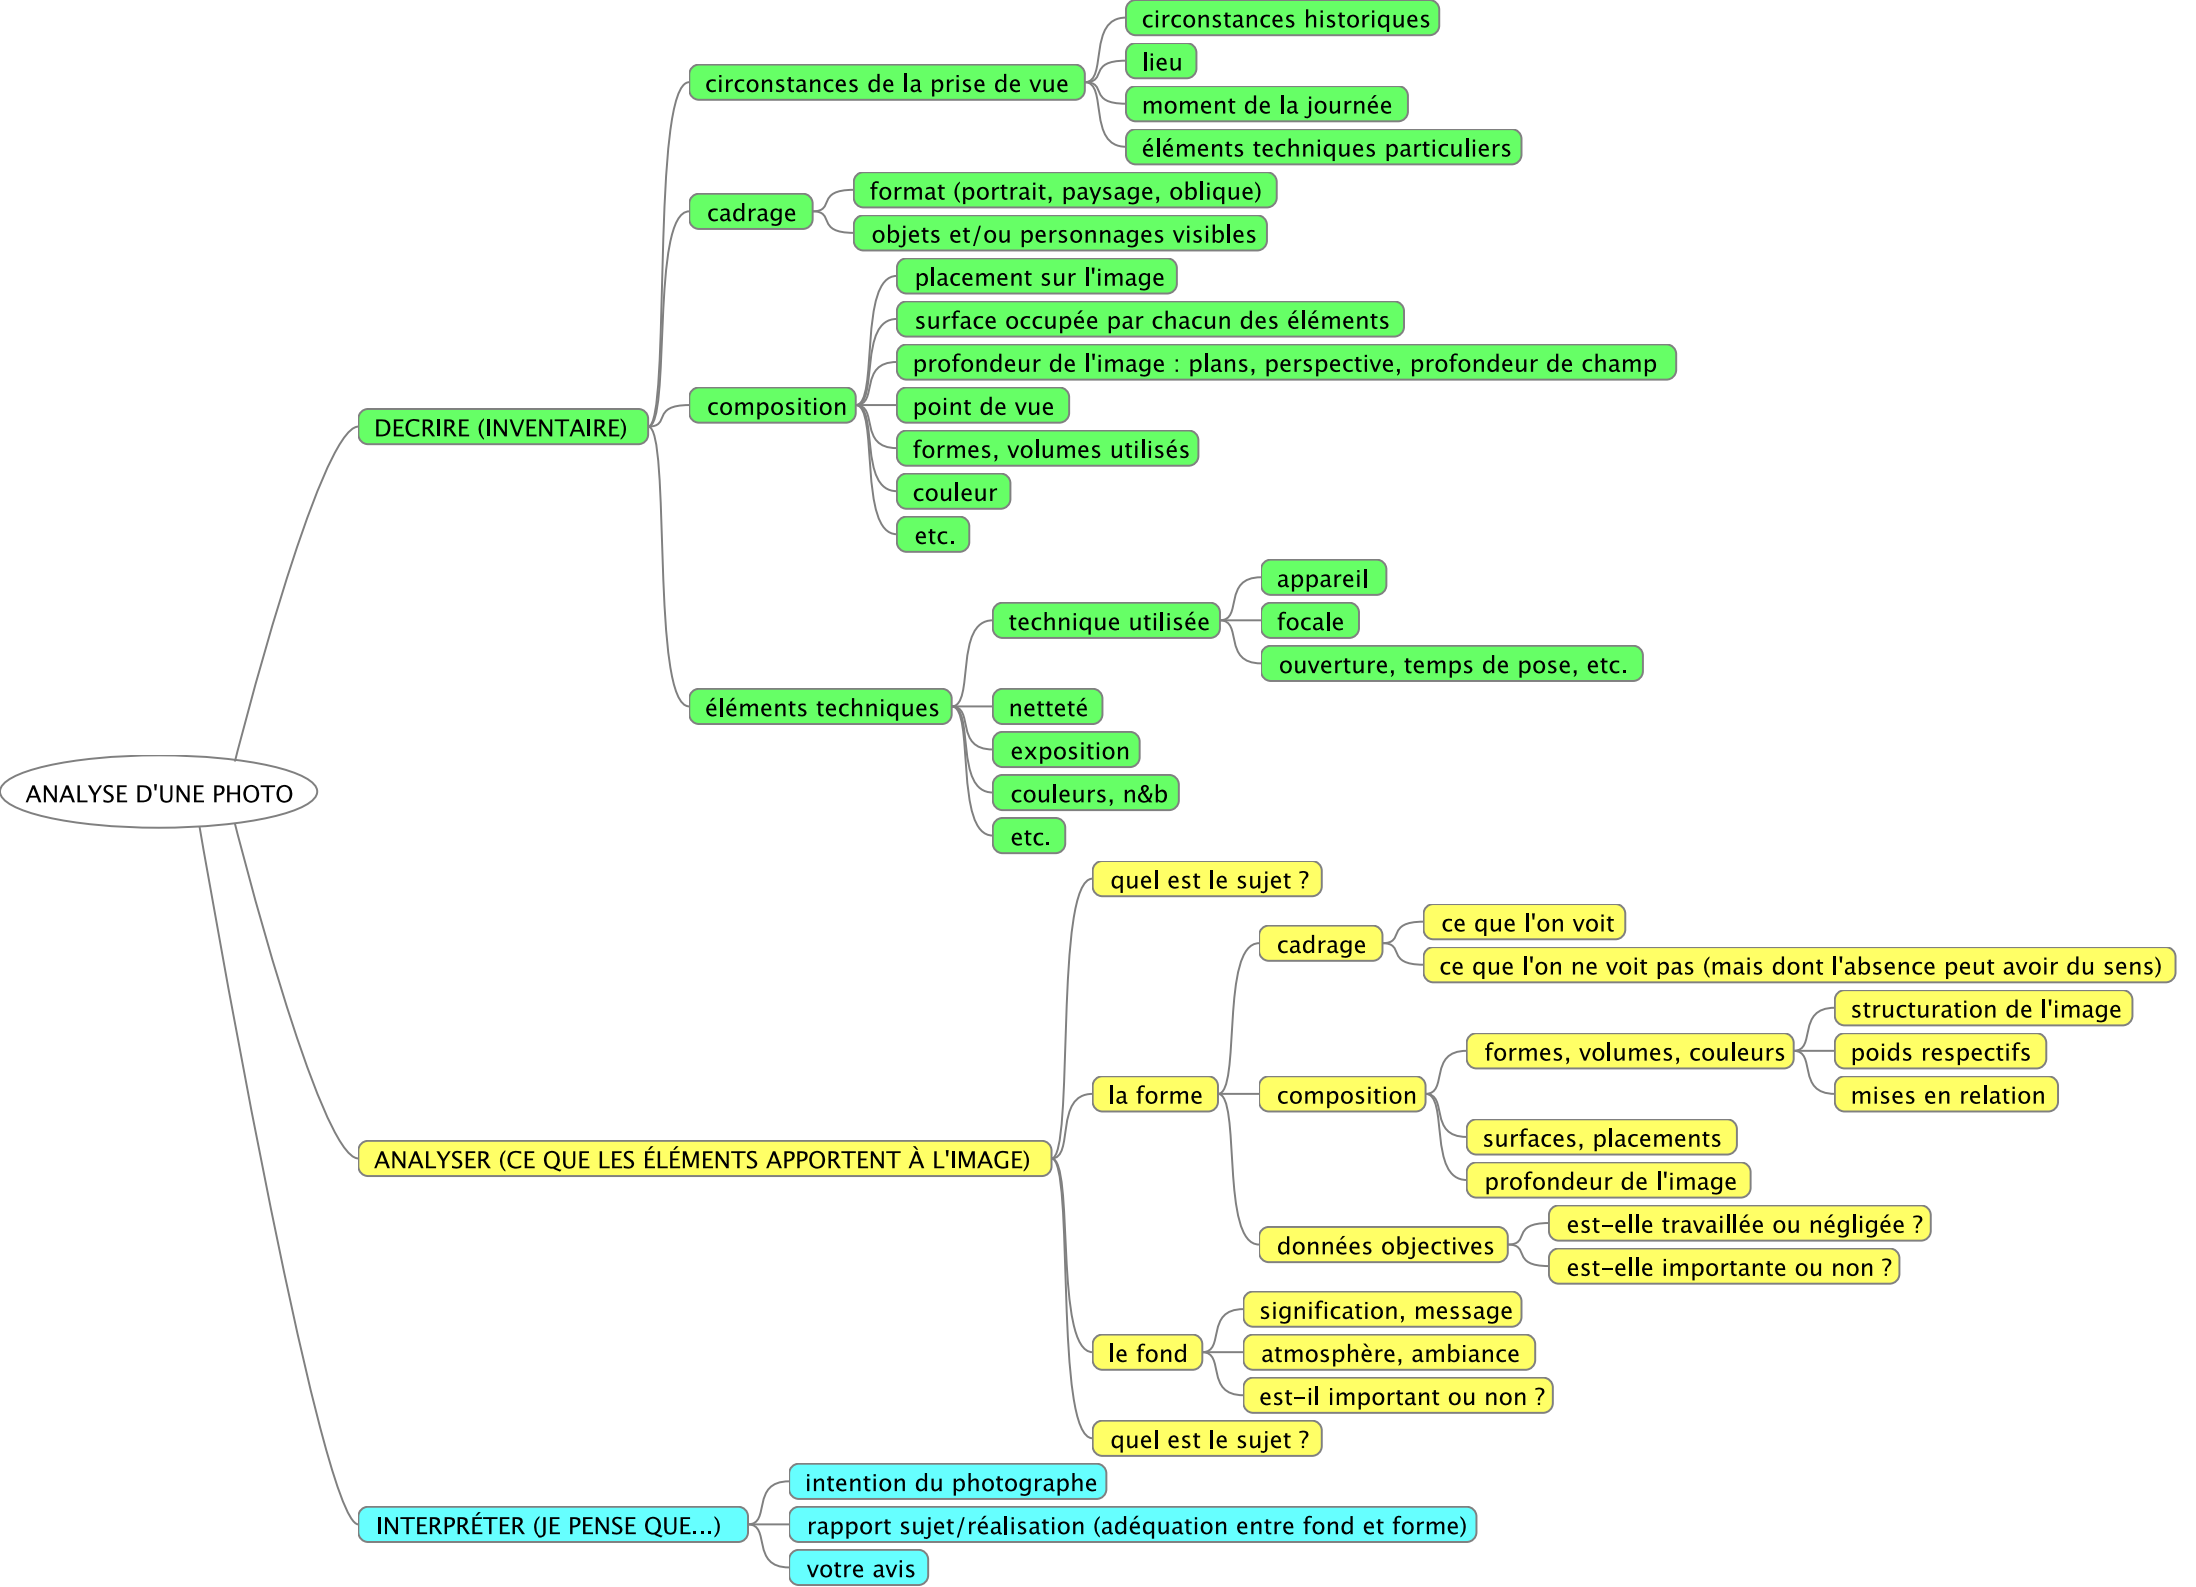 ANALYSE D'UNE PHOTO
DECRIRE (INVENTAIRE)
circonstances de la prise de vue
circonstances historiques
lieu
moment de la journée
éléments techniques particuliers
cadrage
format (portrait, paysage, oblique)
objets et/ou personnages visibles
composition
placement sur l'image
surface occupée par chacun des éléments
profondeur de l'image : plans, perspective, profondeur de champ
point de vue
formes, volumes utilisés
couleur
etc.
éléments techniques
technique utilisée
appareil
focale
ouverture, temps de pose, etc.
netteté
exposition
couleurs, n&b
etc.
ANALYSER (CE QUE LES ÉLÉMENTS APPORTENT À L'IMAGE)
quel est le sujet ?
la forme
cadrage
ce que l'on voit
ce que l'on ne voit pas (mais dont l'absence peut avoir du sens)
composition
formes, volumes, couleurs
structuration de l'image
poids respectifs
mises en relation
surfaces, placements
profondeur de l'image
données objectives
est-elle travaillée ou négligée ?
est-elle importante ou non ?
le fond
signification, message
atmosphère, ambiance
est-il important ou non ?
quel est le sujet ?
INTERPRÉTER (JE PENSE QUE...)
intention du photographe
rapport sujet/réalisation (adéquation entre fond et forme)
votre avis